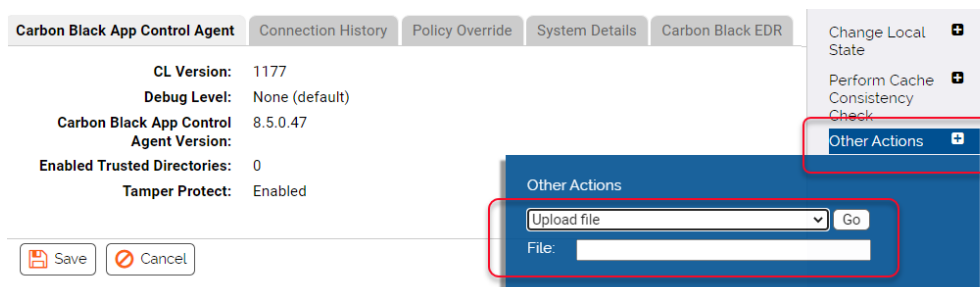 Carbon Black App Control Agent
Connection History
Policy Override
System Details
Carbon Black EDR
CL Version: 1177
Debug Level: None (default)
Carbon Black App Control
Agent Version: 8.5.0.47
Enabled Trusted Directories: 0
Tamper Protect: Enabled
Save
Cancel
Change Local
State
Perform Cache
Consistency
Check
Other Actions
Other Actions
Upload file
Go
File: